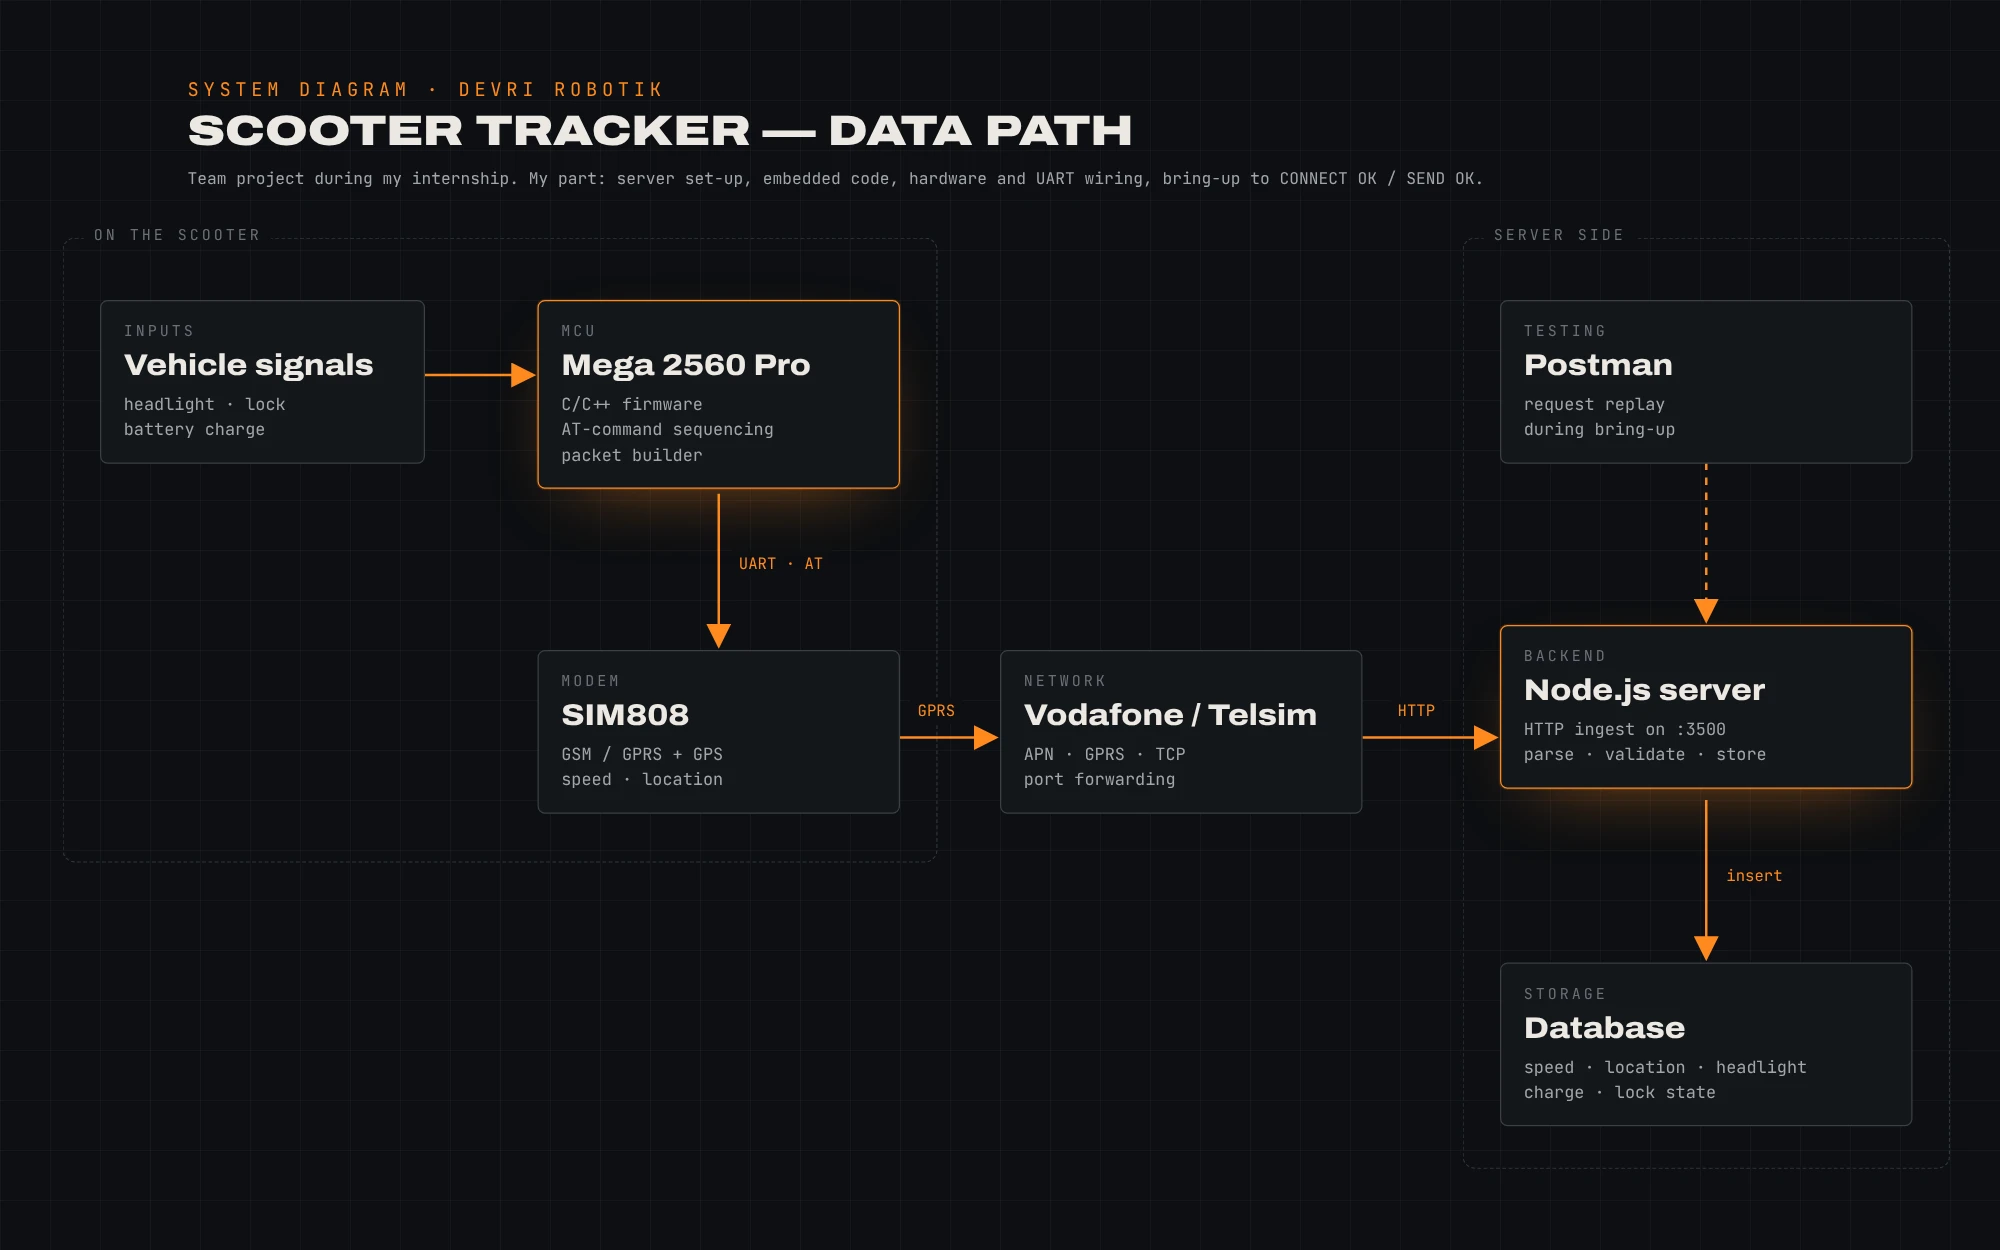 SYSTEM DIAGRAM · DEVRI ROBOTIK
SCOOTER TRACKER — DATA PATH
Team project during my internship. My part: server set-up, embedded code, hardware and UART wiring, bring-up to CONNECT OK / SEND OK.
ON THE SCOOTER
INPUTS
Vehicle signals
headlight · lock
battery charge
MCU
Mega 2560 Pro
C/C++ firmware
AT-command sequencing
packet builder
UART · AT
MODEM
SIM808
GSM / GPRS + GPS
speed · location
GPRS
NETWORK
Vodafone / Telsim
APN · GPRS · TCP
port forwarding
HTTP
SERVER SIDE
TESTING
Postman
request replay
during bring-up
BACKEND
Node.js server
HTTP ingest on :3500
parse · validate · store
insert
STORAGE
Database
speed · location · headlight
charge · lock state